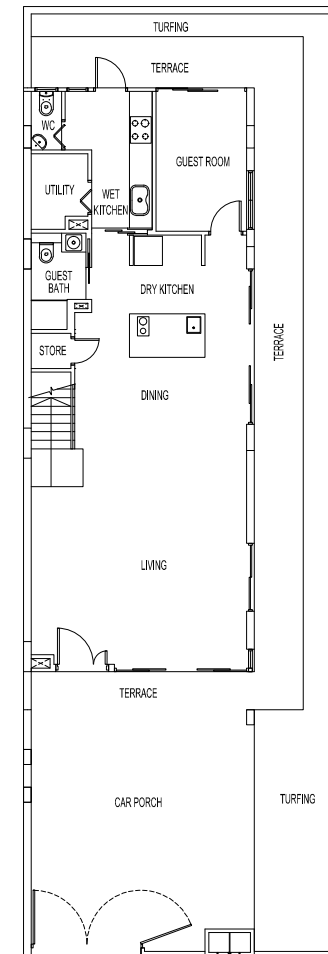 TURFING
TERRACE
WC
GUEST ROOM
UTILITY
WET
KITCHEN
GUEST
BATH
DRY KITCHEN
TERRACE
STORE
DINING
LIVING
TERRACE
CAR PORCH
TURFING